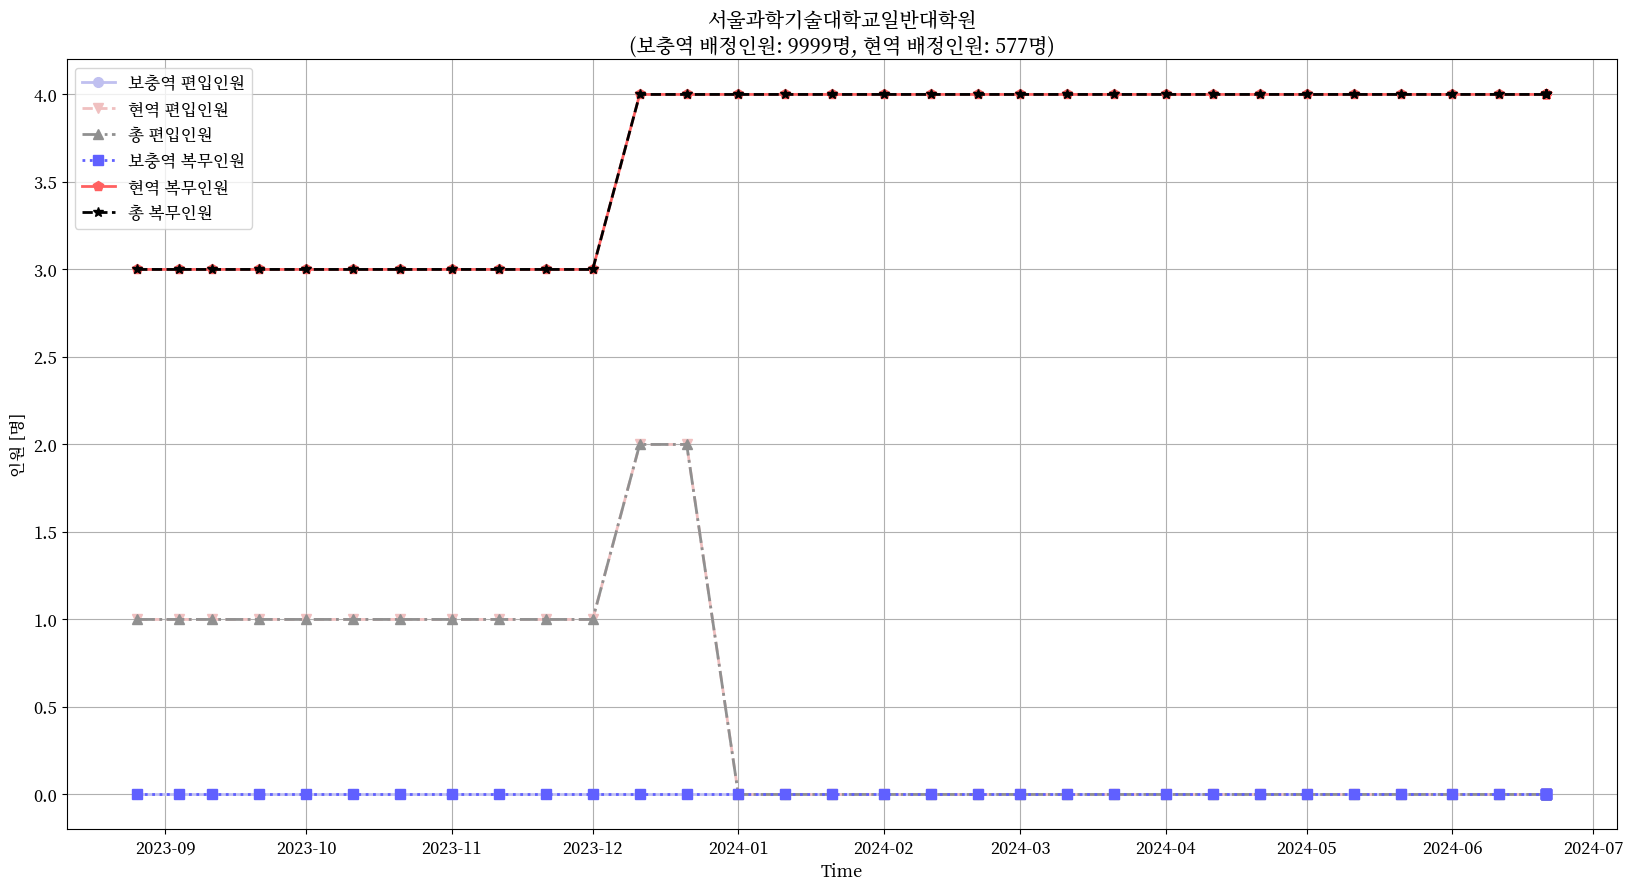 서울과학기술대학교일반대학원
(보충역 배정인원: 9999명, 현역 배정인원: 577명)
보충역 편입인원
현역 편입인원
총 편입인원
보충역 복무인원
현역 복무인원
총 복무인원
인원 [명]
4.0
3.5
3.0
2.5
2.0
1.5
1.0
0.5
0.0
2023-09 2023-10 2023-11 2023-12 2024-01 2024-02 2024-03 2024-04 2024-05 2024-06 2024-07
Time